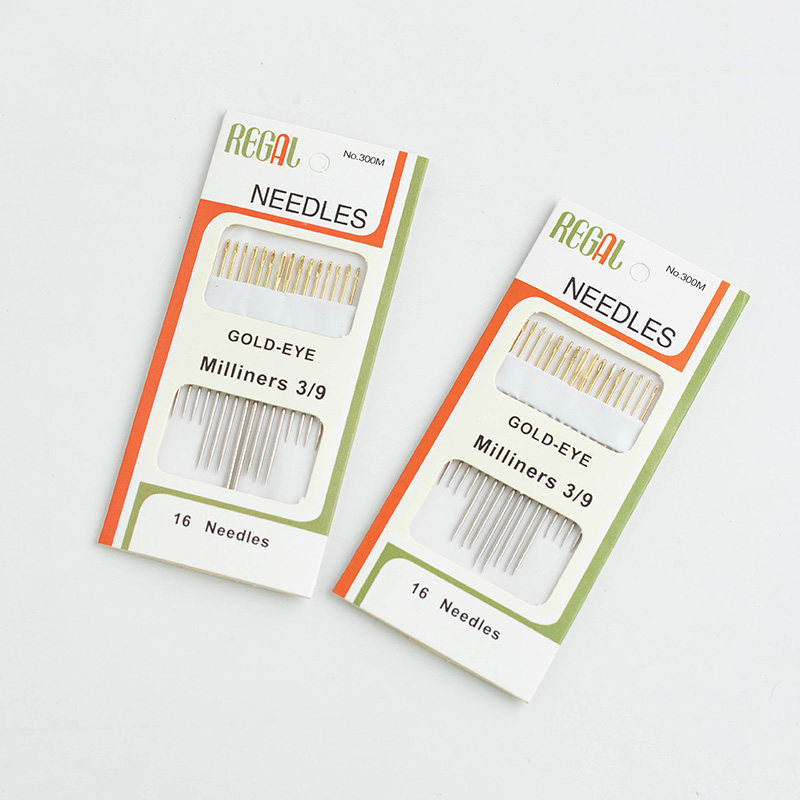 REGAL
No.300M
NEEDLES
GOLD-EYE
Milliners 3/9
16 Needles
REGAL
No.300M
NEEDLES
GOLD-EYE
Milliners 3/9
16 Needles